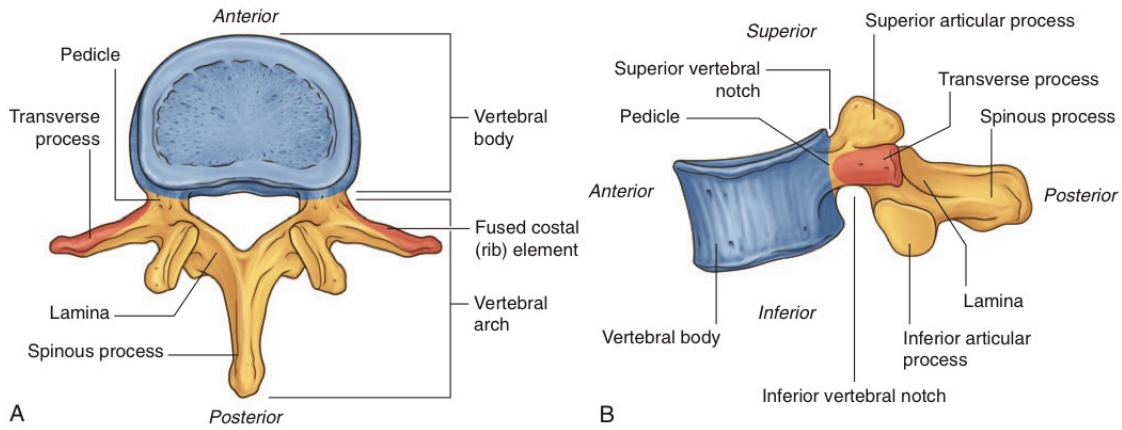 Anterior
Pedicle
Transverse
process
Vertebral
body
Fused costal
(rib) element
Lamina
Vertebral
arch
Spinous process
Posterior
A
Superior articular process
Superior
Superior vertebral
notch
Transverse process
Pedicle
Spinous process
Anterior
Posterior
Lamina
Inferior
Vertebral body
Inferior articular
process
Inferior vertebral notch
B